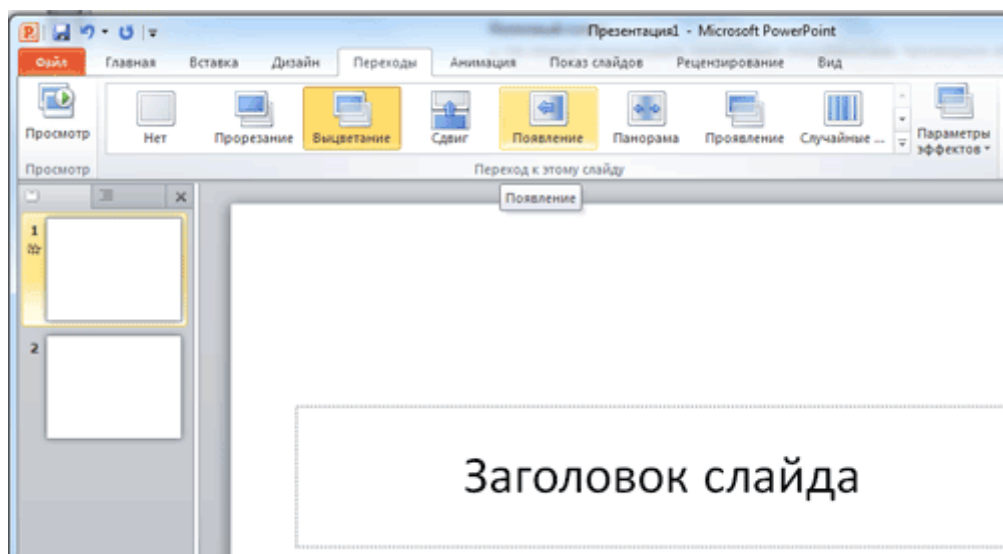 Презентация1 - Microsoft PowerPoint
Файл Главная Вставка Дизайн Переходы Анимация Показ слайдов Рецензирование Вид
Просмотр Нет Прорезание Выцветание Сдвиг Появление Панорама Проявление Случайные ... Параметры эффектов
Просмотр Переход к этому слайду
Появление
1
2
Заголовок слайда